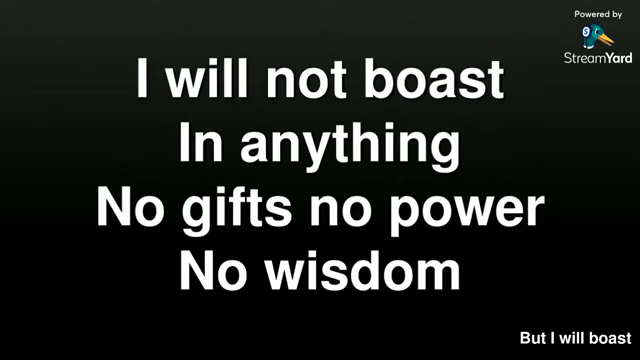 Powered by
StreamYard
I will not boast
In anything
No gifts no power
No wisdom
But I will boast